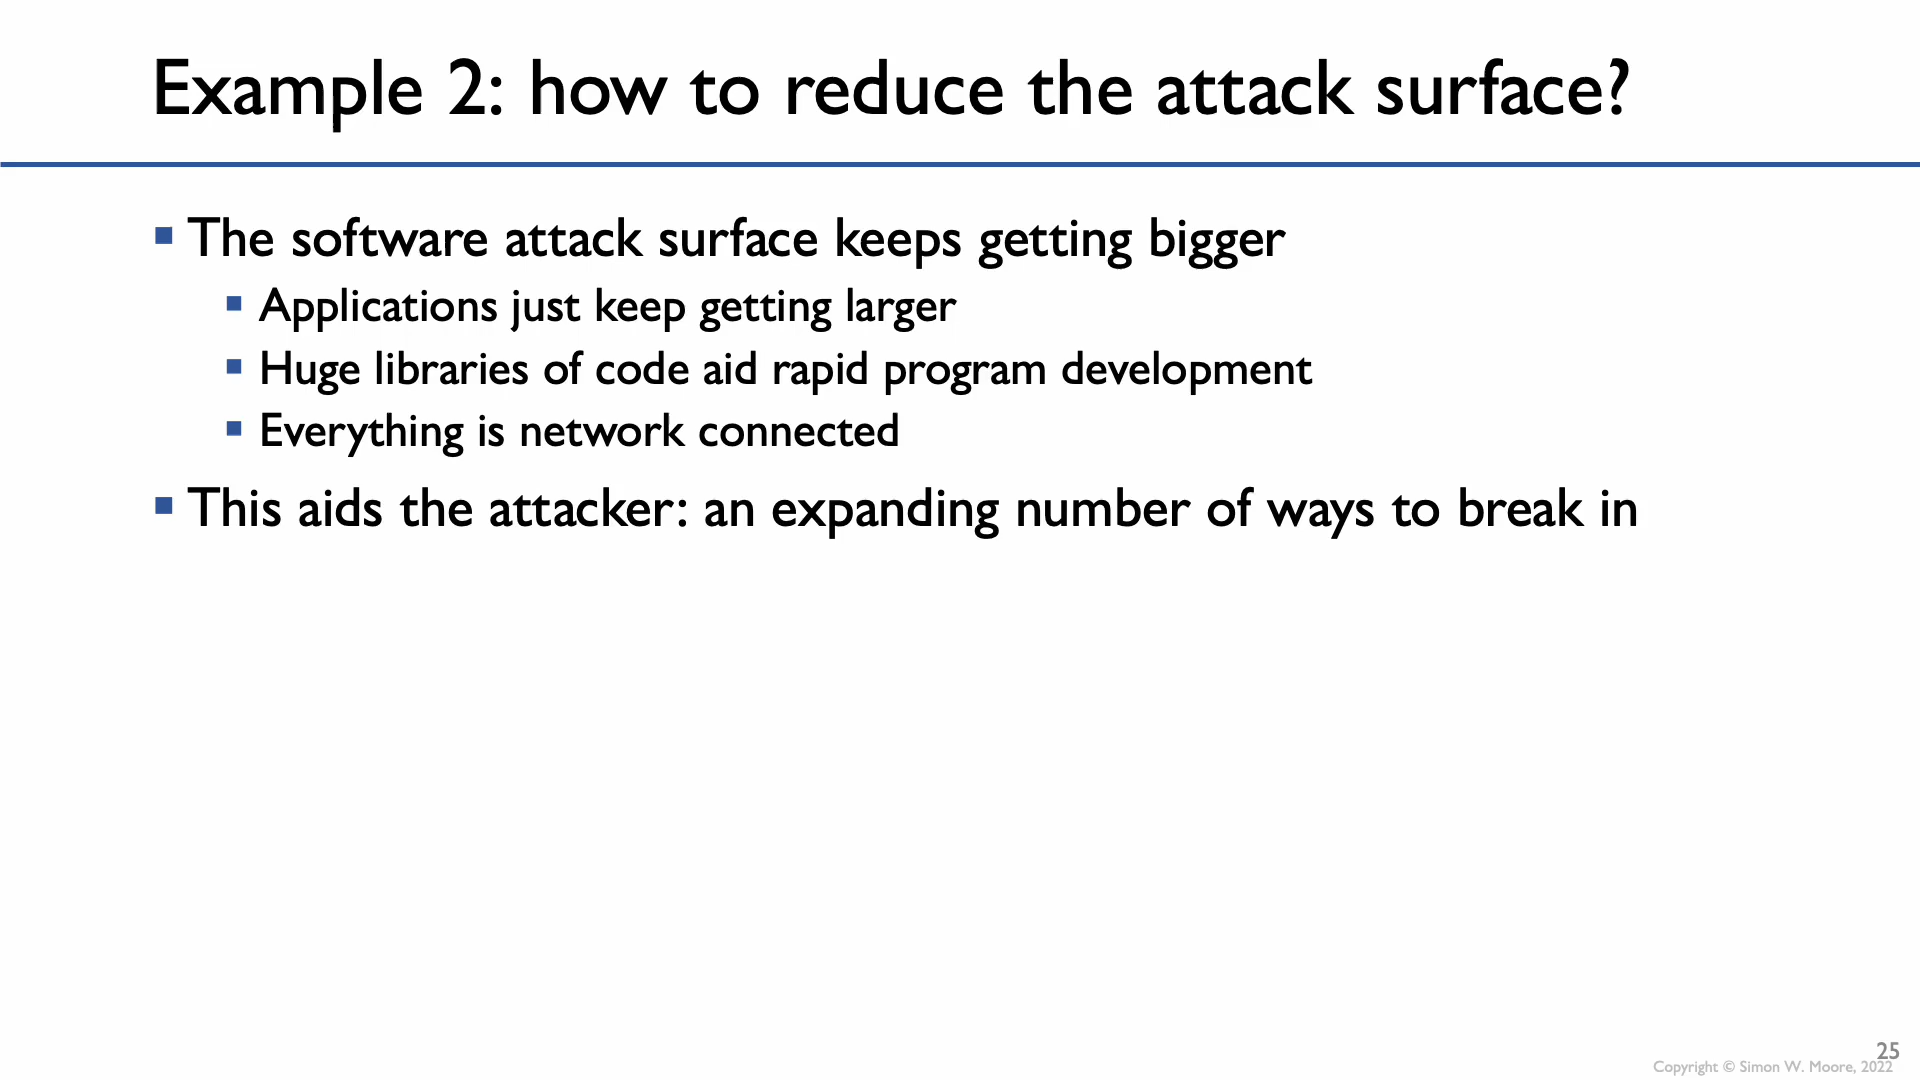 Example 2: how to reduce the attack surface?
▪ The software attack surface keeps getting bigger
▪ Applications just keep getting larger
▪ Huge libraries of code aid rapid program development
▪ Everything is network connected
▪ This aids the attacker: an expanding number of ways to break in
25
Copyright © Simon W. Moore, 2022